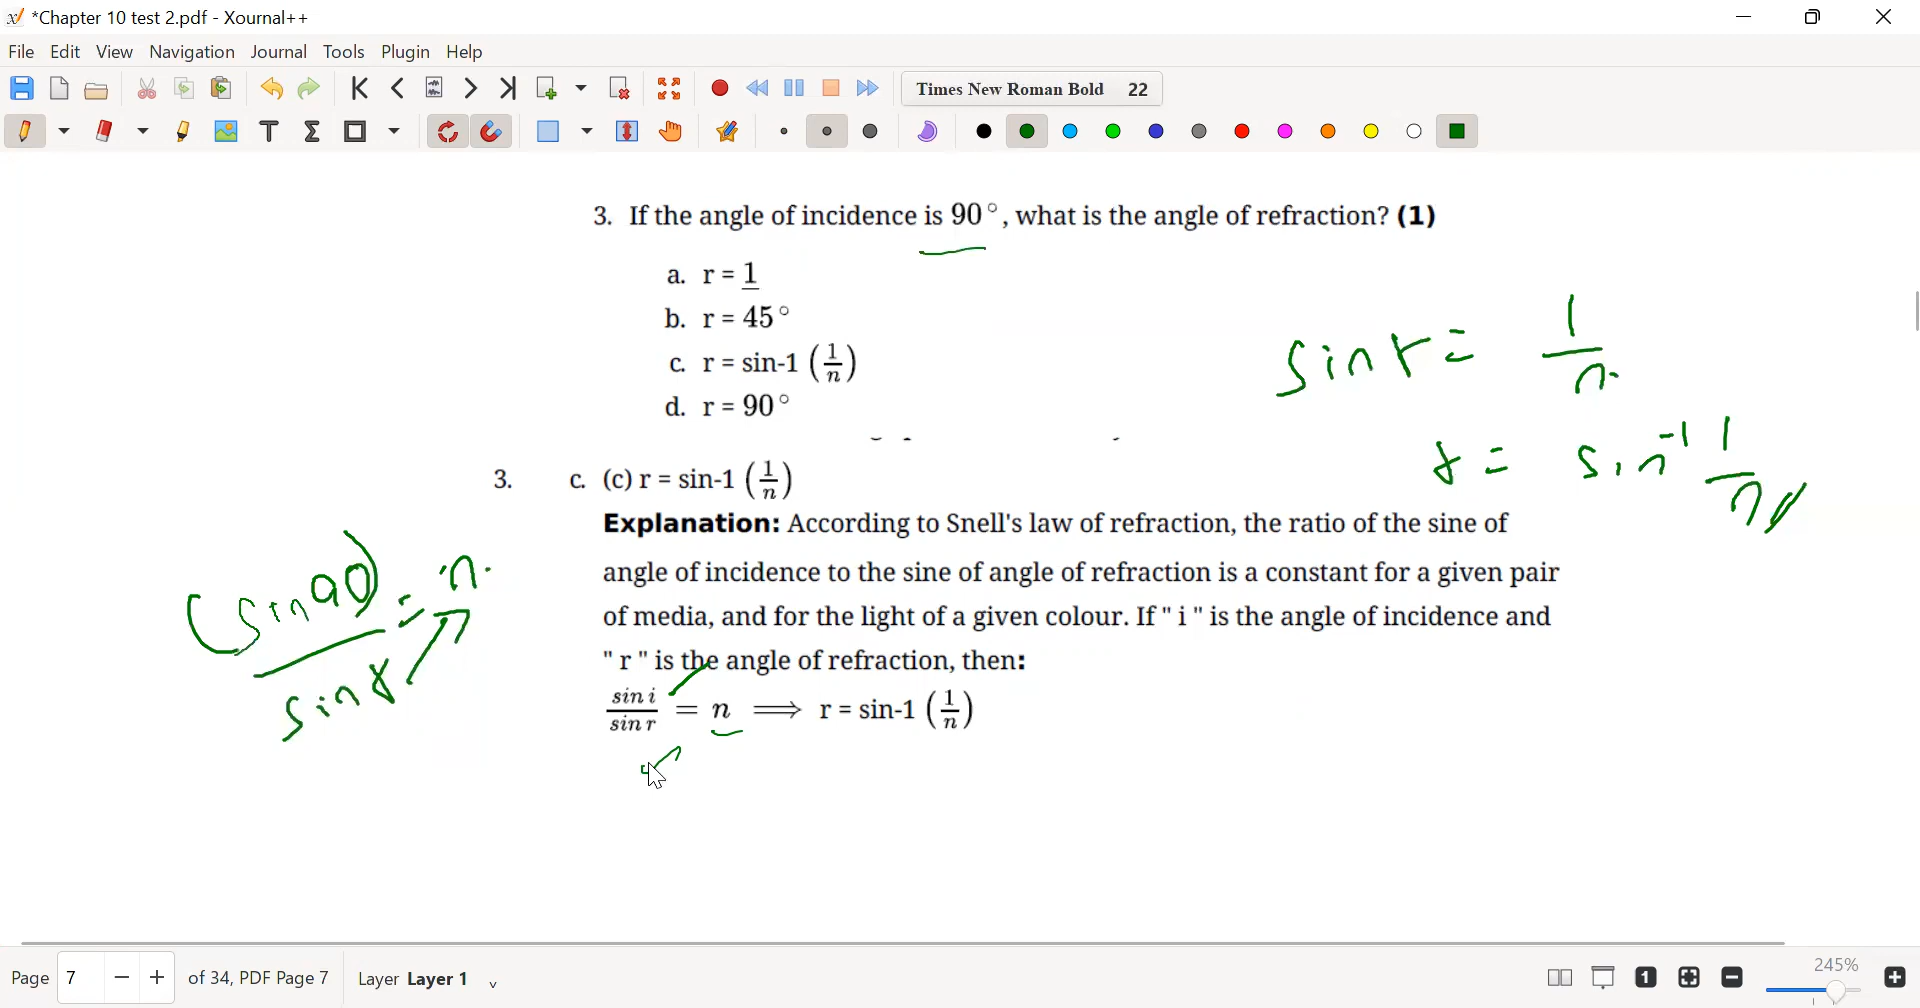 *Chapter 10 test 2.pdf - Xournal++
File Edit View Navigation Journal Tools Plugin Help
Times New Roman Bold 22
3. If the angle of incidence is 90°, what is the angle of refraction? (1)
a. r = 1
b. r = 45°
c. r = sin-1 (1/n)
d. r = 90°
sin r = 1/n
r = sin⁻¹ 1/n
3. c. (c) r = sin-1 (1/n)
Explanation: According to Snell's law of refraction, the ratio of the sine of
angle of incidence to the sine of angle of refraction is a constant for a given pair
of media, and for the light of a given colour. If " i " is the angle of incidence and
" r " is the angle of refraction, then:
sin i / sin r = n ⟹ r = sin-1 (1/n)
(sin 90) / sin r = n
Page 7 of 34, PDF Page 7 Layer Layer 1 245%